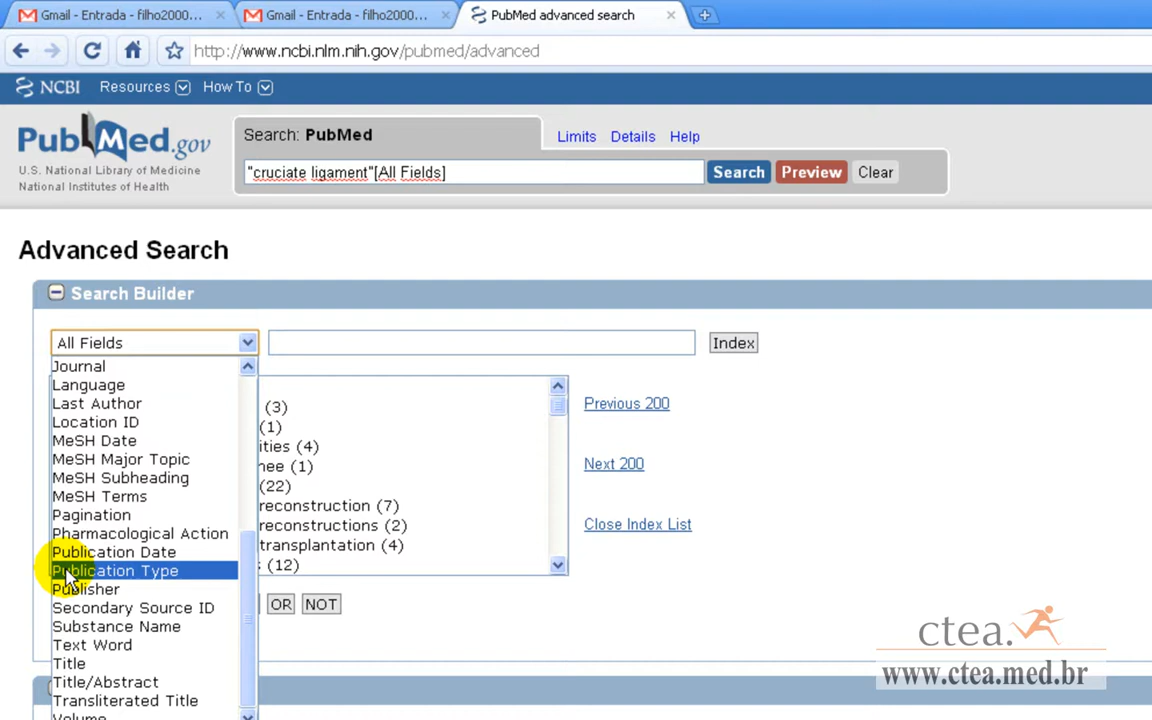 Gmail - Entrada - filho2000...
Gmail - Entrada - filho2000...
PubMed advanced search
http://www.ncbi.nlm.nih.gov/pubmed/advanced
NCBI Resources How To
PubMed.gov
U.S. National Library of Medicine
National Institutes of Health
Search: PubMed
Limits Details Help
"cruciate ligament"[All Fields]
Search Preview Clear
Advanced Search
Search Builder
All Fields
Index
Journal
Language
Last Author
Location ID
MeSH Date
MeSH Major Topic
MeSH Subheading
MeSH Terms
Pagination
Pharmacological Action
Publication Date
Publication Type
Publisher
Secondary Source ID
Substance Name
Text Word
Title
Title/Abstract
Transliterated Title
Volume
(3)
(1)
ities (4)
nee (1)
(22)
reconstruction (7)
reconstructions (2)
transplantation (4)
(12)
Previous 200
Next 200
Close Index List
OR NOT
ctea.
www.ctea.med.br